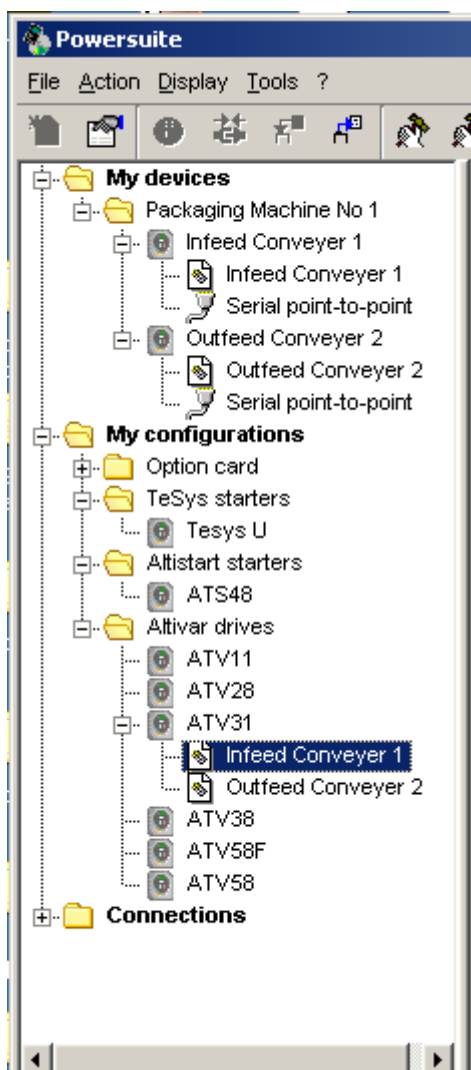 Powersuite
File Action Display Tools ?
My devices
Packaging Machine No 1
Infeed Conveyer 1
Infeed Conveyer 1
Serial point-to-point
Outfeed Conveyer 2
Outfeed Conveyer 2
Serial point-to-point
My configurations
Option card
TeSys starters
Tesys U
Altistart starters
ATS48
Altivar drives
ATV11
ATV28
ATV31
Infeed Conveyer 1
Outfeed Conveyer 2
ATV38
ATV58F
ATV58
Connections